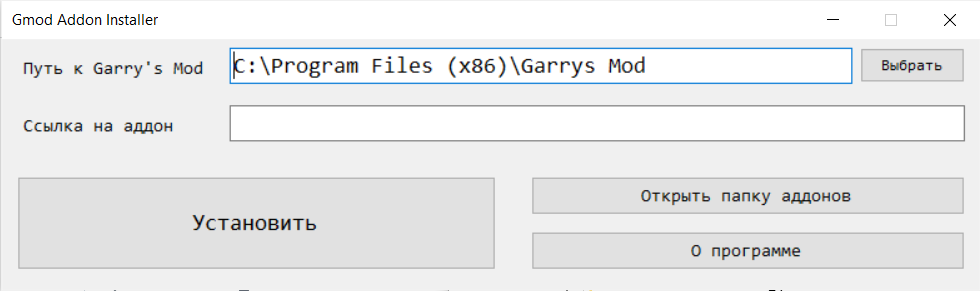 Gmod Addon Installer
Путь к Garry's Mod
C:\Program Files (x86)\Garrys Mod
Выбрать
Ссылка на аддон
Установить
Открыть папку аддонов
О программе